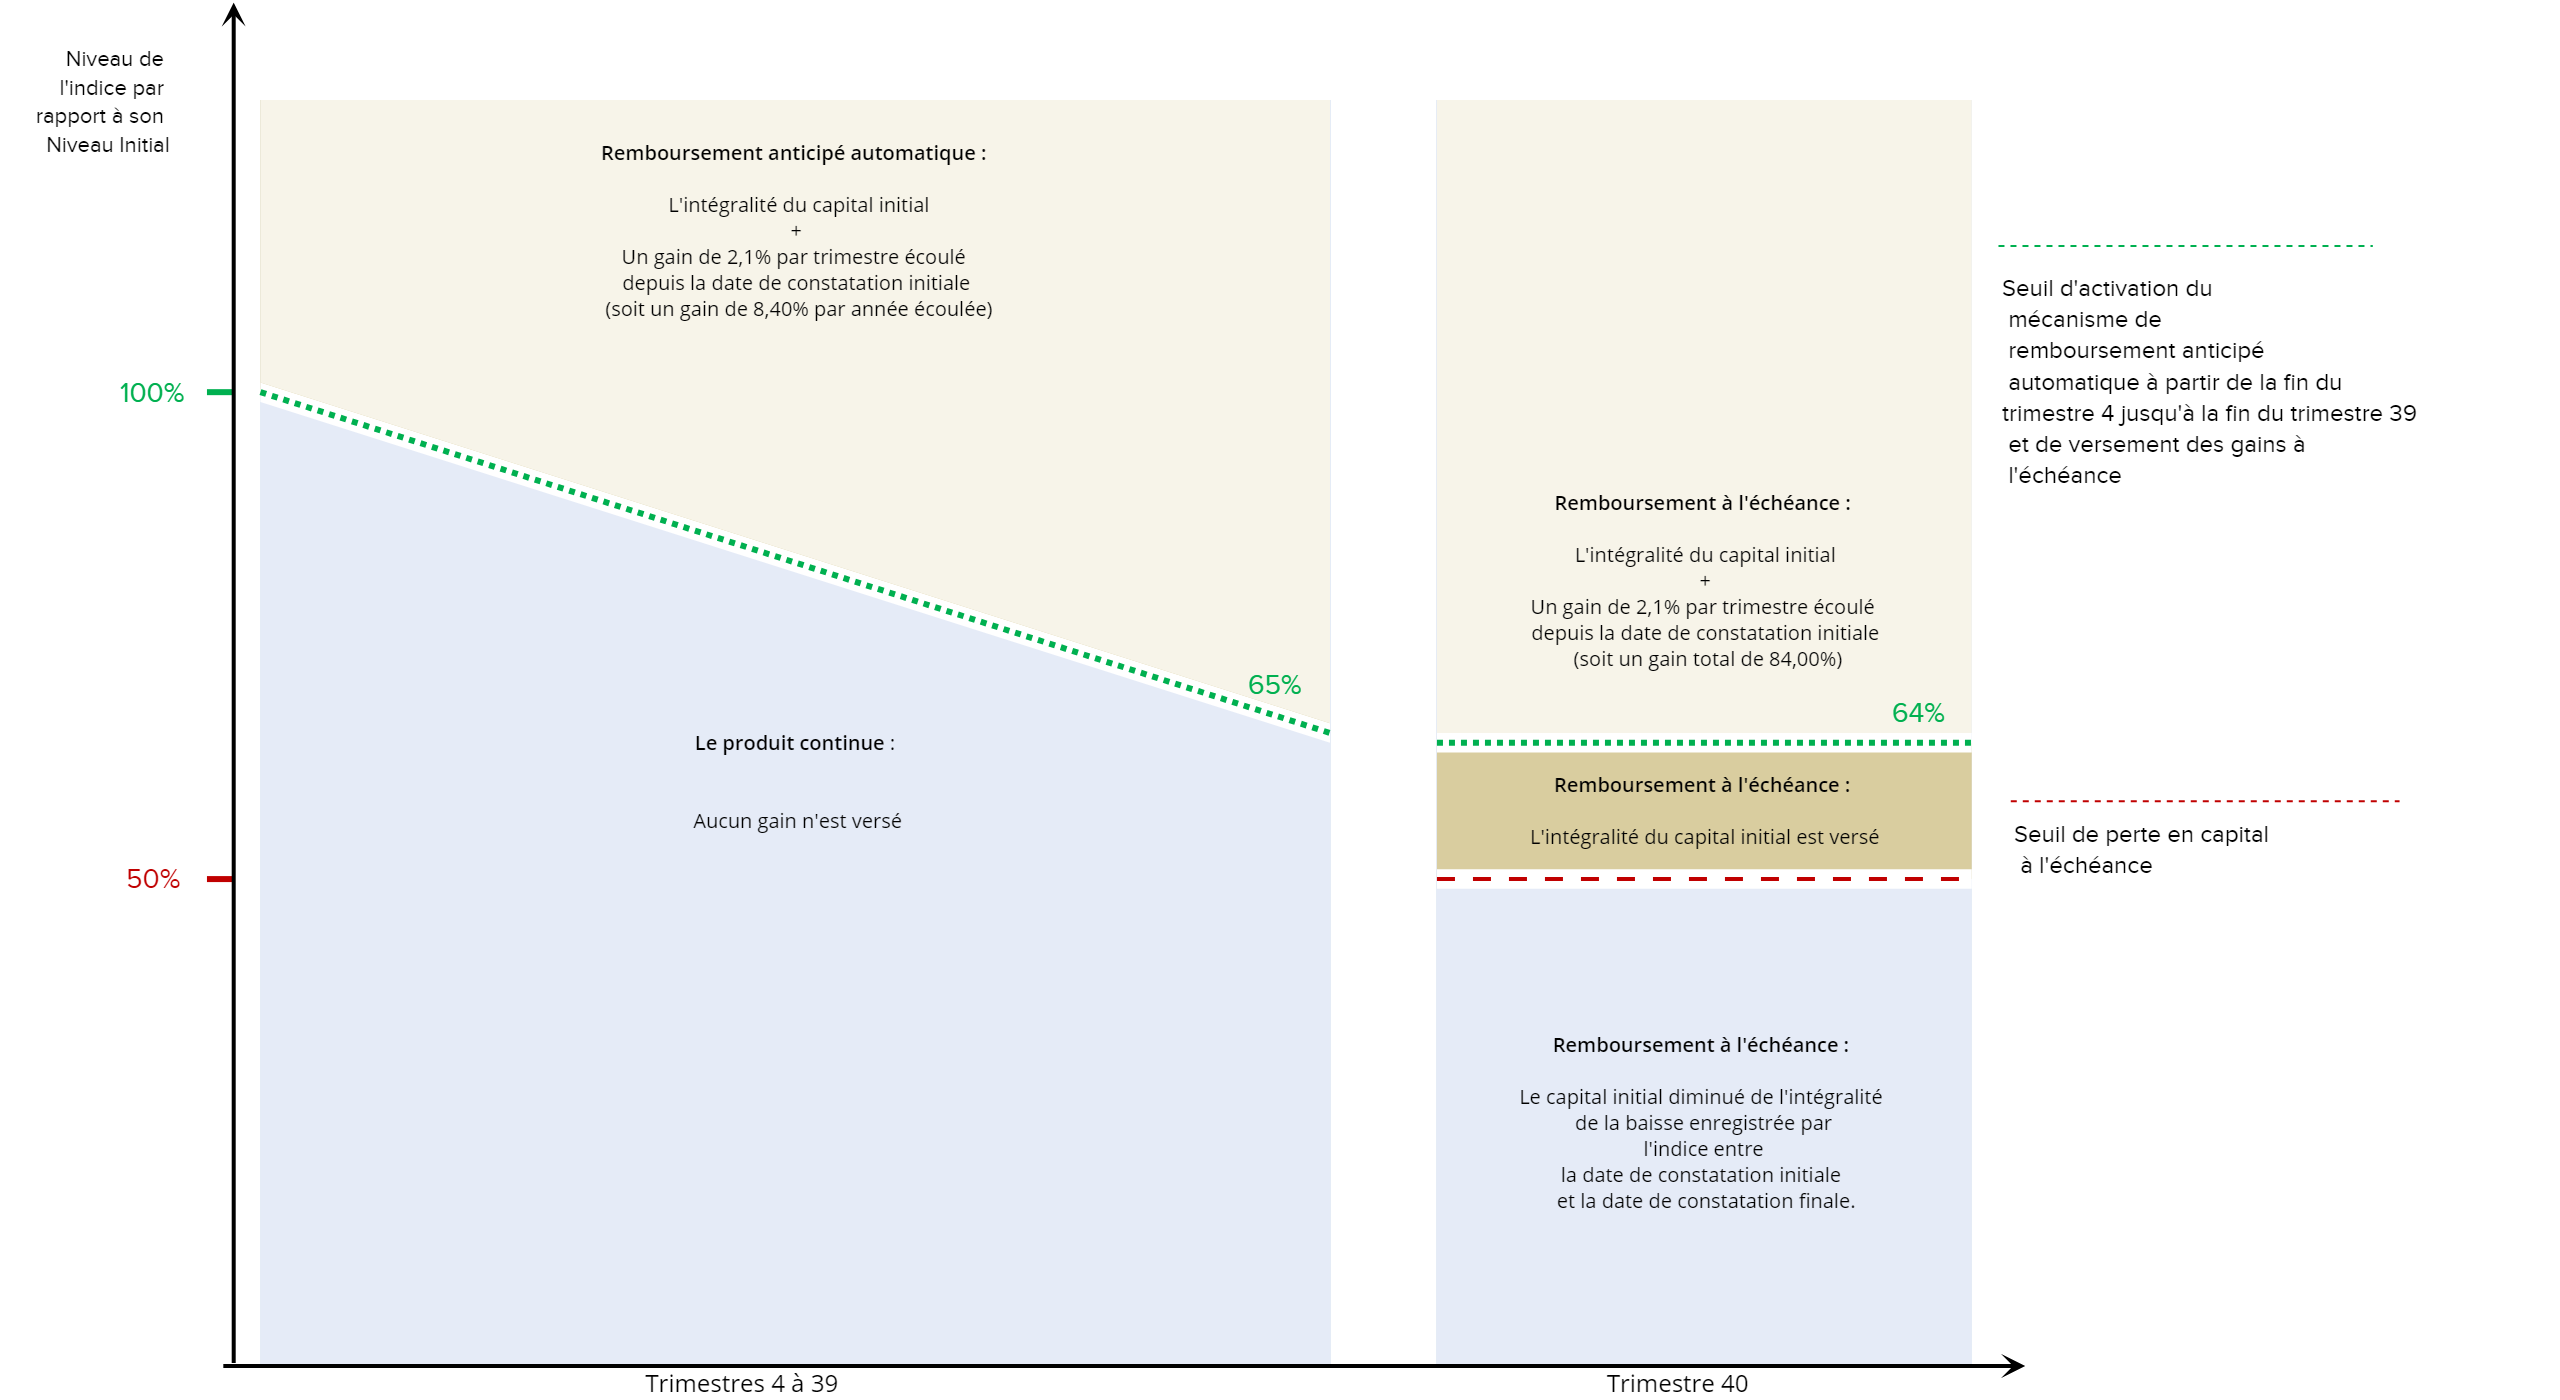 Niveau de
l'indice par
rapport à son
Niveau Initial
Remboursement anticipé automatique :
L'intégralité du capital initial
+
Un gain de 2,1% par trimestre écoulé
depuis la date de constatation initiale
(soit un gain de 8,40% par année écoulée)
100%
65%
Le produit continue :
Aucun gain n'est versé
50%
Remboursement à l'échéance :
L'intégralité du capital initial
+
Un gain de 2,1% par trimestre écoulé
depuis la date de constatation initiale
(soit un gain total de 84,00%)
64%
Remboursement à l'échéance :
L'intégralité du capital initial est versé
Remboursement à l'échéance :
Le capital initial diminué de l'intégralité
de la baisse enregistrée par
l'indice entre
la date de constatation initiale
et la date de constatation finale.
Seuil d'activation du
mécanisme de
remboursement anticipé
automatique à partir de la fin du
trimestre 4 jusqu'à la fin du trimestre 39
et de versement des gains à
l'échéance
Seuil de perte en capital
à l'échéance
Trimestres 4 à 39
Trimestre 40